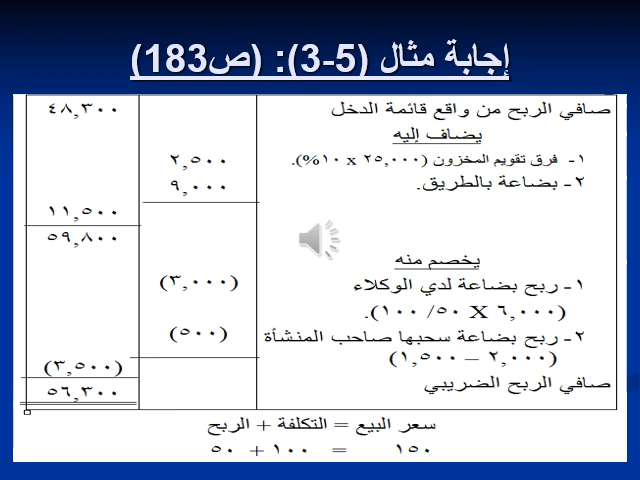 إجابة مثال (5-3): (ص183)
صافي الربح من واقع قائمة الدخل ٤٨,٣٠٠
يضاف إليه
١- فرق تقويم المخزون (٢٥,٠٠٠ x ١٠%). ٢,٥٠٠
٢- بضاعة بالطريق. ٩,٠٠٠
١١,٥٠٠
٥٩,٨٠٠
يخصم منه
١- ربح بضاعة لدي الوكلاء (٣,٠٠٠)
(٦,٠٠٠ X ٥٠/ ١٠٠).
٢- ربح بضاعة سحبها صاحب المنشأة (٥٠٠)
(٢,٠٠٠ – ١,٥٠٠)
(٣,٥٠٠)
صافي الربح الضريبي ٥٦,٣٠٠
سعر البيع = التكلفة + الربح
١٥٠ = ١٠٠ + ٥٠